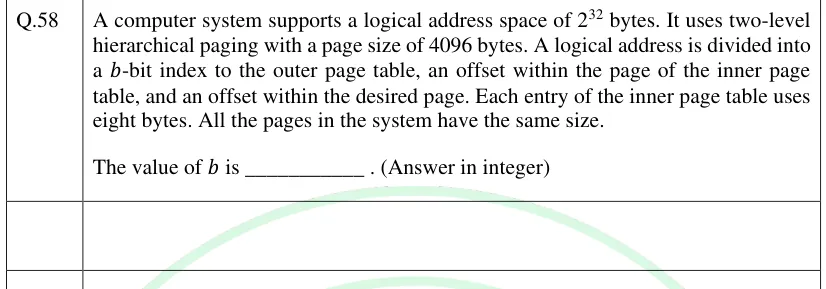 Q.58 A computer system supports a logical address space of 2³² bytes. It uses two-level
hierarchical paging with a page size of 4096 bytes. A logical address is divided into
a b-bit index to the outer page table, an offset within the page of the inner page
table, and an offset within the desired page. Each entry of the inner page table uses
eight bytes. All the pages in the system have the same size.
The value of b is ___________ . (Answer in integer)